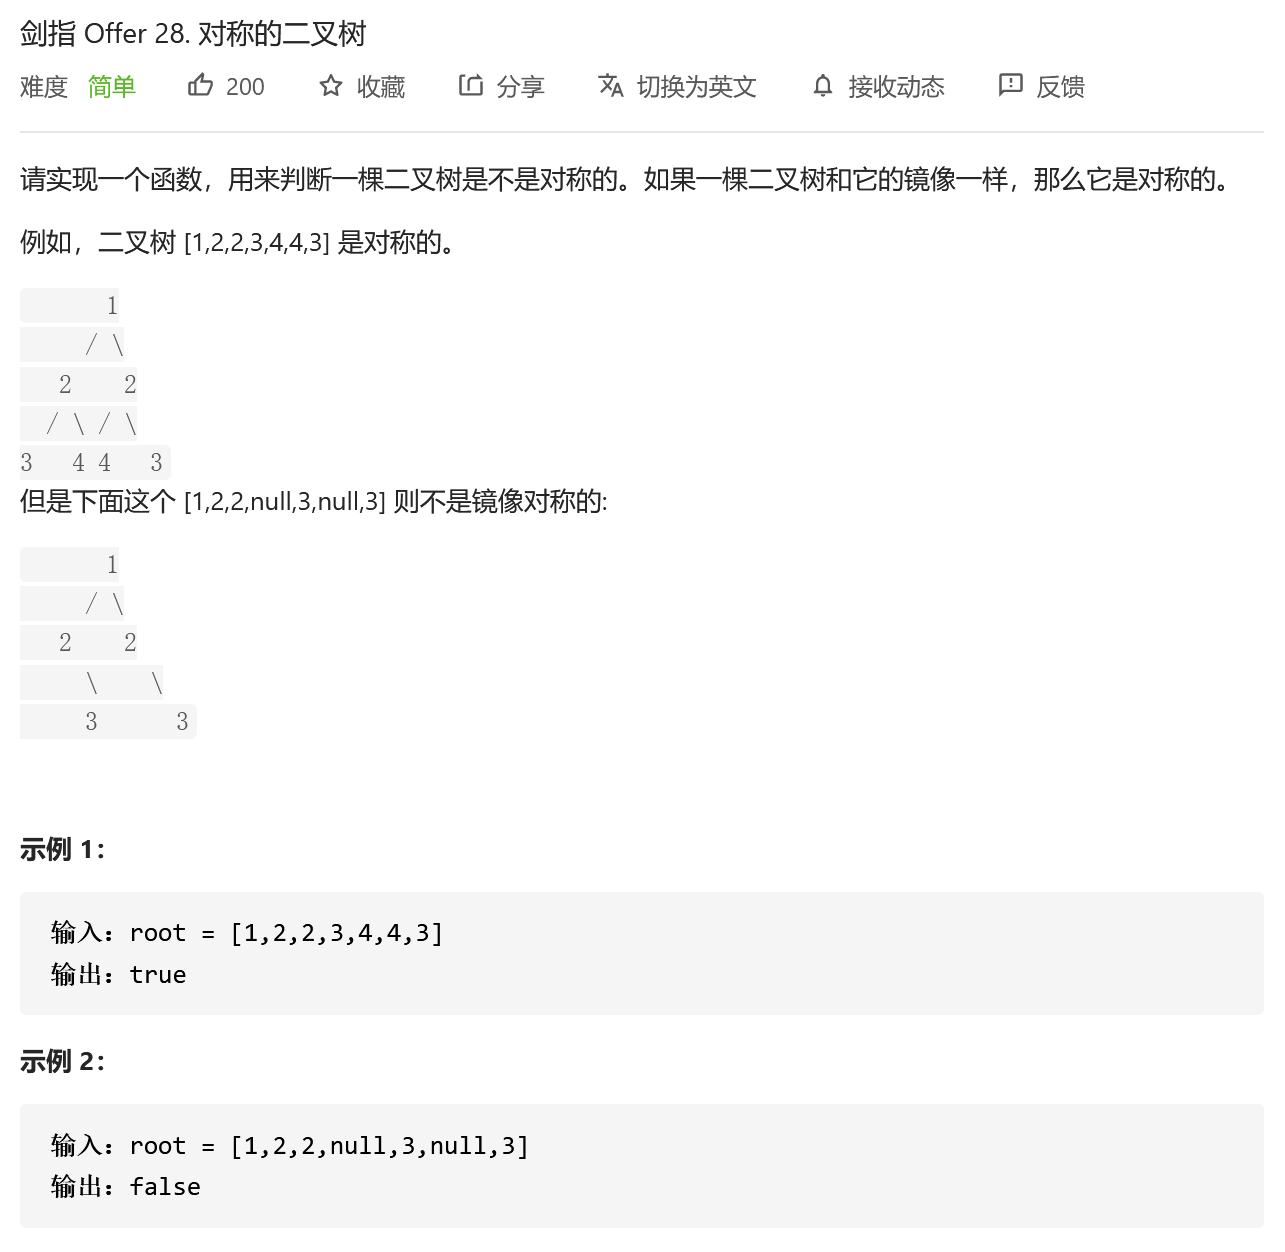 剑指 Offer 28. 对称的二叉树
难度 简单 200 收藏 分享 切换为英文 接收动态 反馈
请实现一个函数，用来判断一棵二叉树是不是对称的。如果一棵二叉树和它的镜像一样，那么它是对称的。
例如，二叉树 [1,2,2,3,4,4,3] 是对称的。
1
/ \
2 2
/ \ / \
3 4 4 3
但是下面这个 [1,2,2,null,3,null,3] 则不是镜像对称的:
1
/ \
2 2
\ \
3 3
示例 1：
输入：root = [1,2,2,3,4,4,3]
输出：true
示例 2：
输入：root = [1,2,2,null,3,null,3]
输出：false